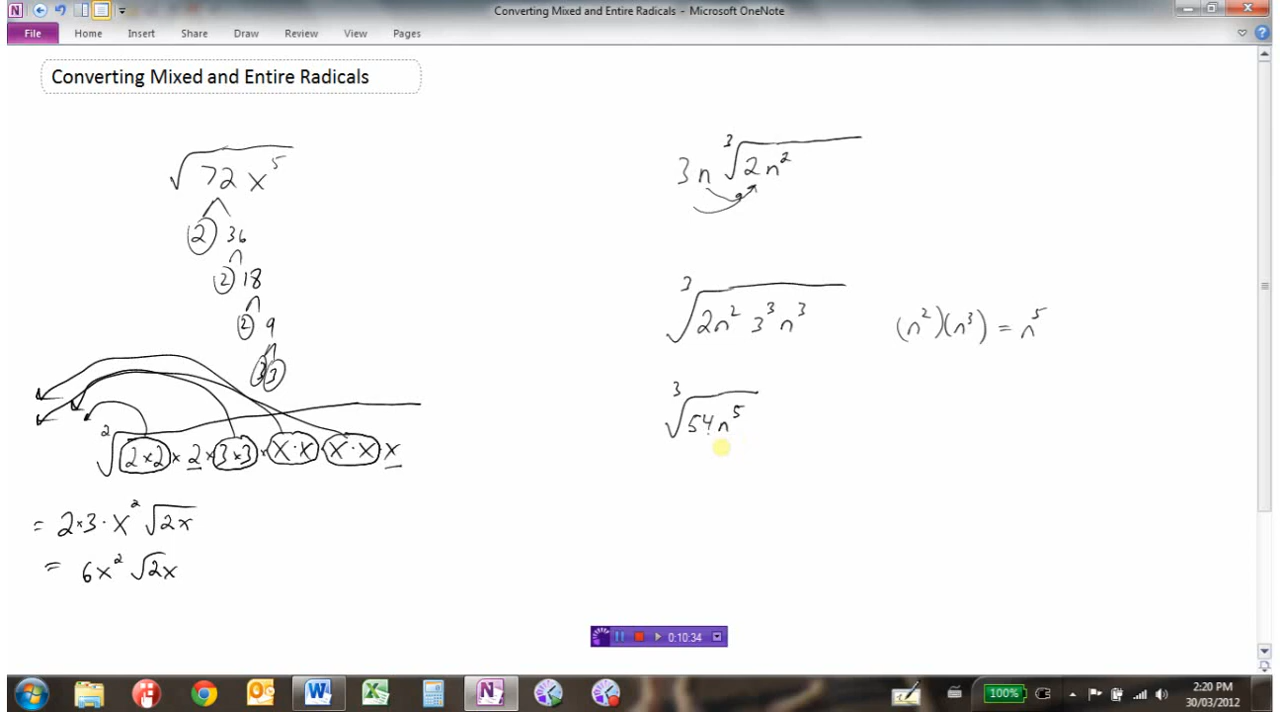 Converting Mixed and Entire Radicals - Microsoft OneNote
File Home Insert Share Draw Review View Pages
Converting Mixed and Entire Radicals
√72x⁵
2 36
2 18
2 9
3 3
²√2×2 × 2 × 3×3 · x·x · x·x x
= 2×3·x² √2x
= 6x² √2x
3n ³√2n²
³√2n² 3³ n³ (n²)(n³) = n⁵
³√54n⁵
0:10:34
100%
2:20 PM
30/03/2012